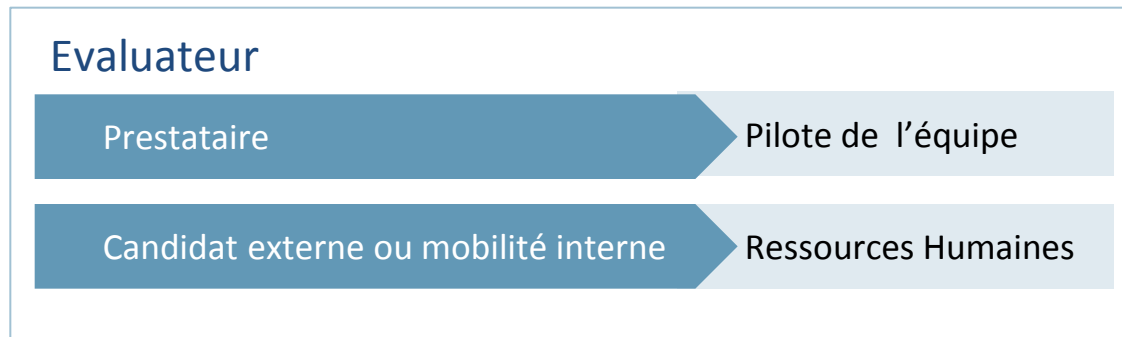 Evaluateur
Prestataire
Pilote de l’équipe
Candidat externe ou mobilité interne
Ressources Humaines